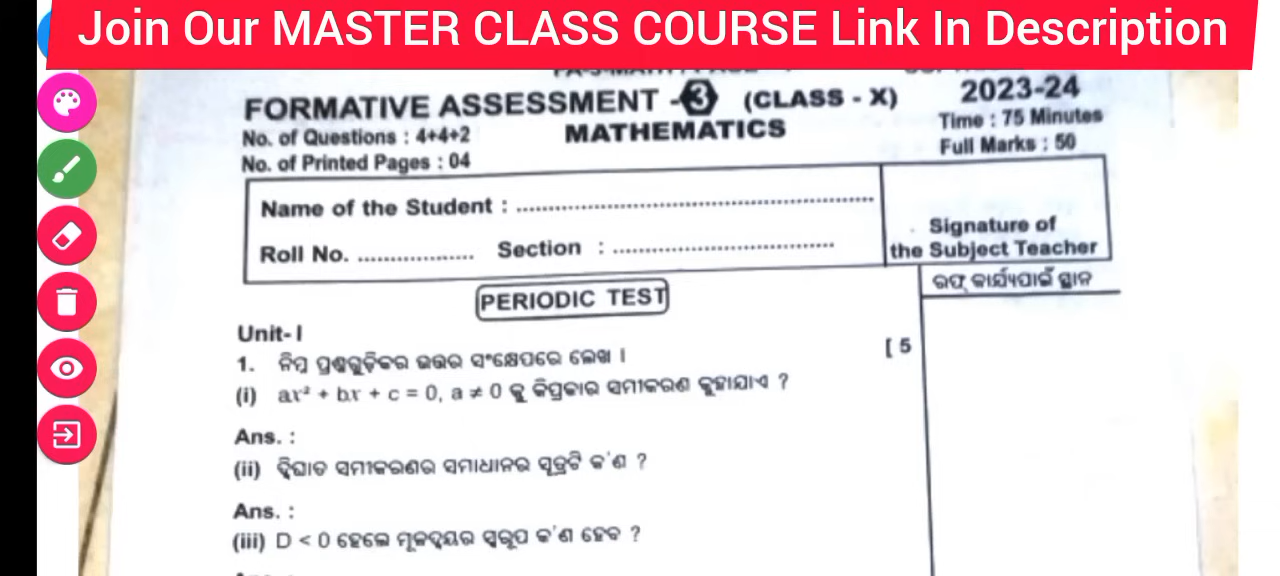 Join Our MASTER CLASS COURSE Link In Description
FORMATIVE ASSESSMENT -3 (CLASS - X) 2023-24
No. of Questions : 4+4+2 MATHEMATICS Time : 75 Minutes
No. of Printed Pages : 04 Full Marks : 50
Name of the Student : ......................................................
Roll No. .................. Section : ..................................
Signature of
the Subject Teacher
ରଫ୍ କାର୍ଯ୍ୟପାଇଁ ସ୍ଥାନ
PERIODIC TEST
Unit-I
1. ନିମ୍ନ ପ୍ରଶ୍ନଗୁଡ଼ିକର ଉତ୍ତର ସଂକ୍ଷେପରେ ଲେଖ । [ 5
(i) ax² + bx + c = 0, a ≠ 0 କୁ କିପ୍ରକାର ସମୀକରଣ କୁହାଯାଏ ?
Ans. :
(ii) ଦ୍ୱିଘାତ ସମୀକରଣର ସମାଧାନର ସୂତ୍ରଟି କ'ଣ ?
Ans. :
(iii) D < 0 ହେଲେ ମୂଳଦ୍ୱୟର ସ୍ୱରୂପ କ'ଣ ହେବ ?